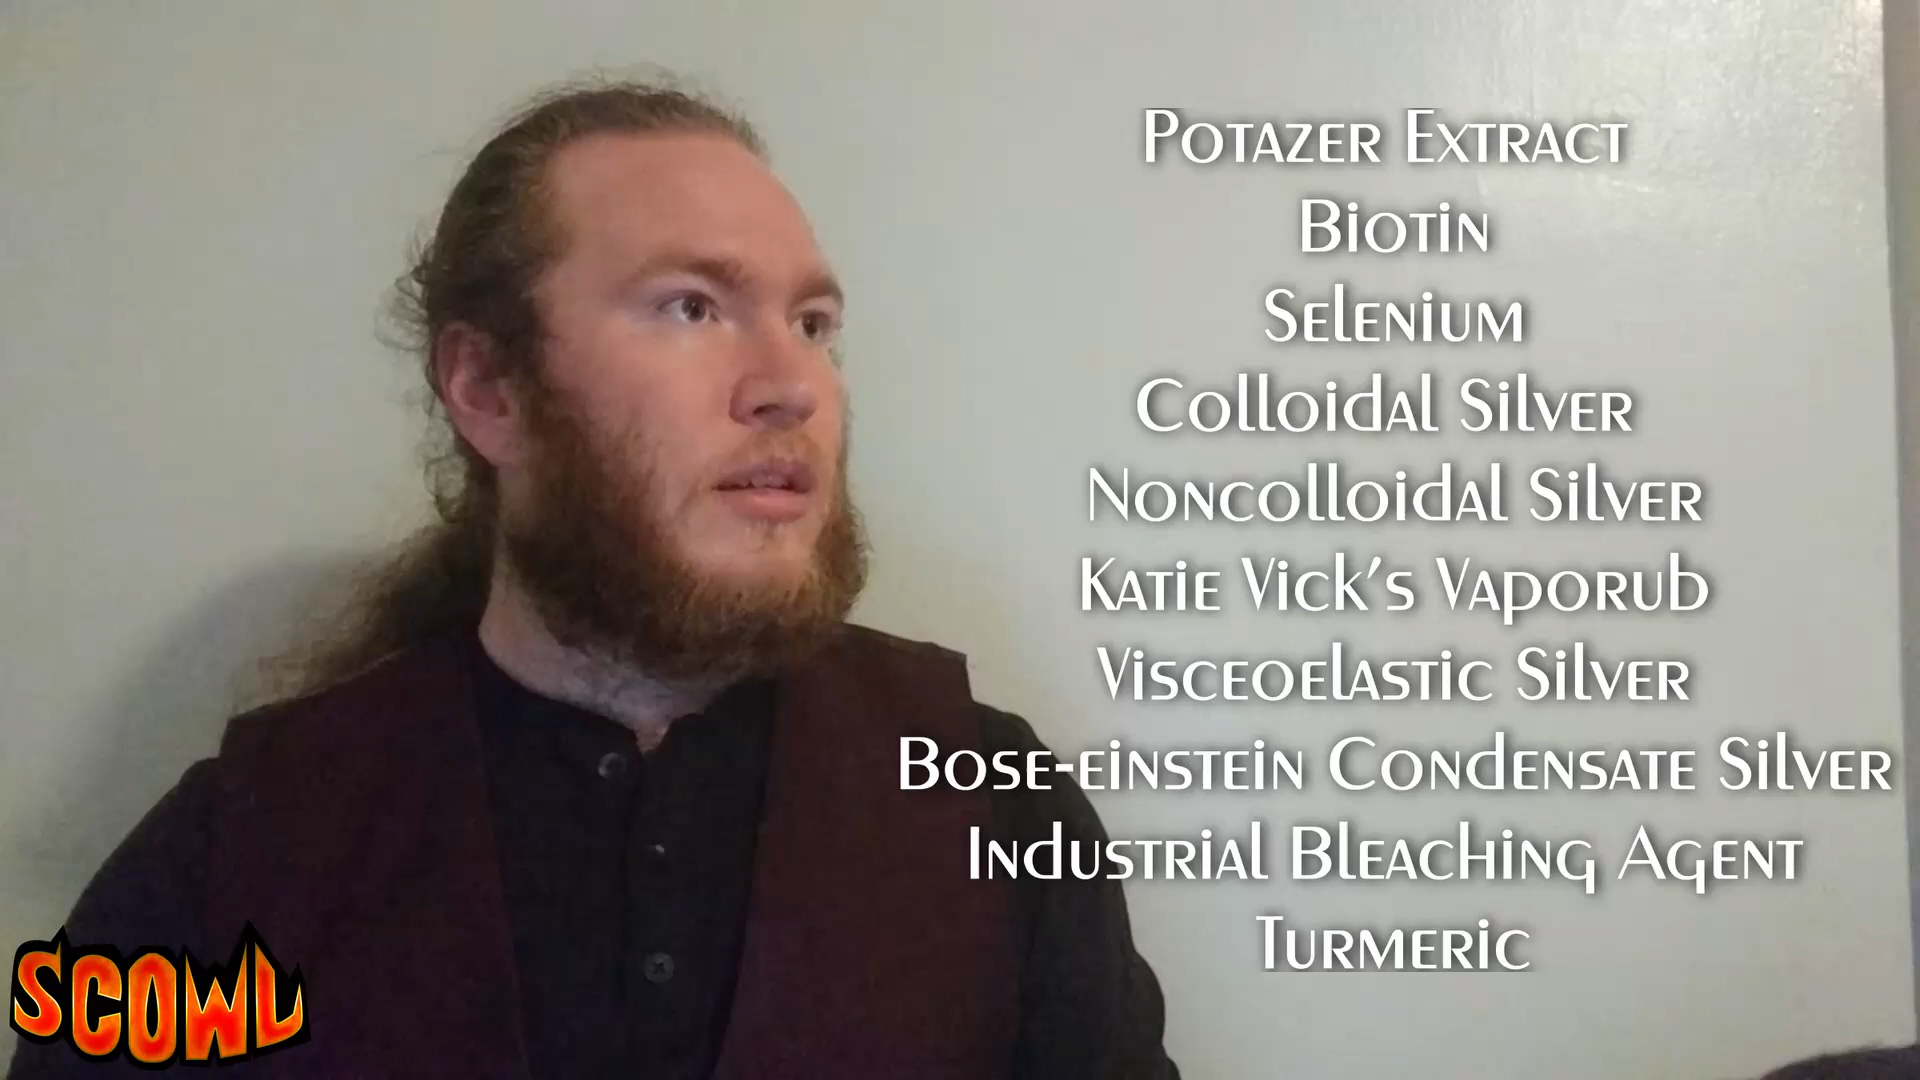 Potazer Extract
Biotin
Selenium
Colloidal Silver
Noncolloidal Silver
Katie Vick's Vaporub
Visceoelastic Silver
Bose-einstein Condensate Silver
Industrial Bleaching Agent
Turmeric
SCOWL